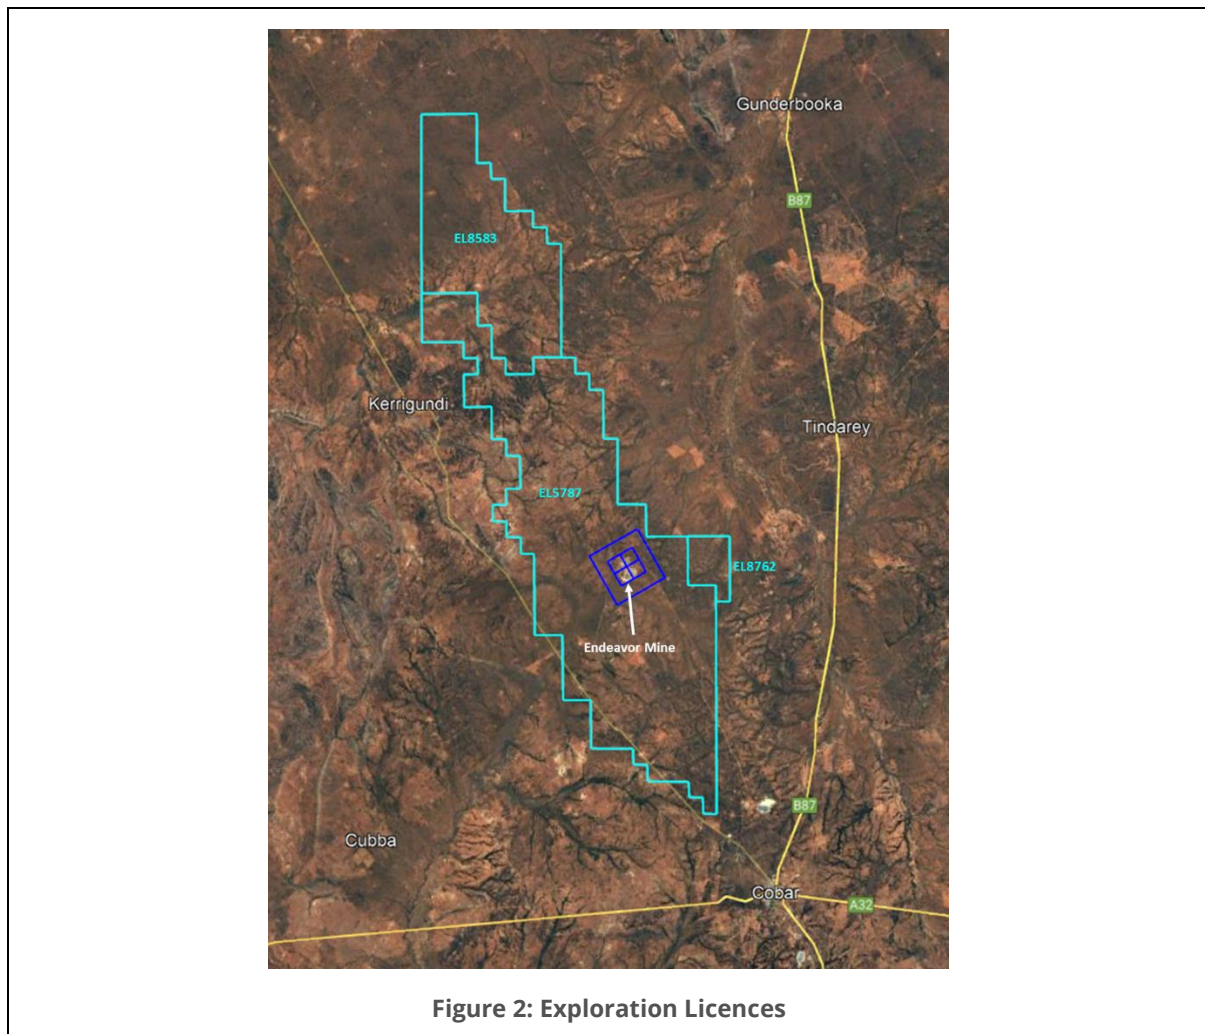 Gunderbooka
B87
EL8583
Kerrigundi
Tindarey
EL5787
EL8762
Endeavor Mine
B87
Cubba
Cobar
A32
Figure 2: Exploration Licences